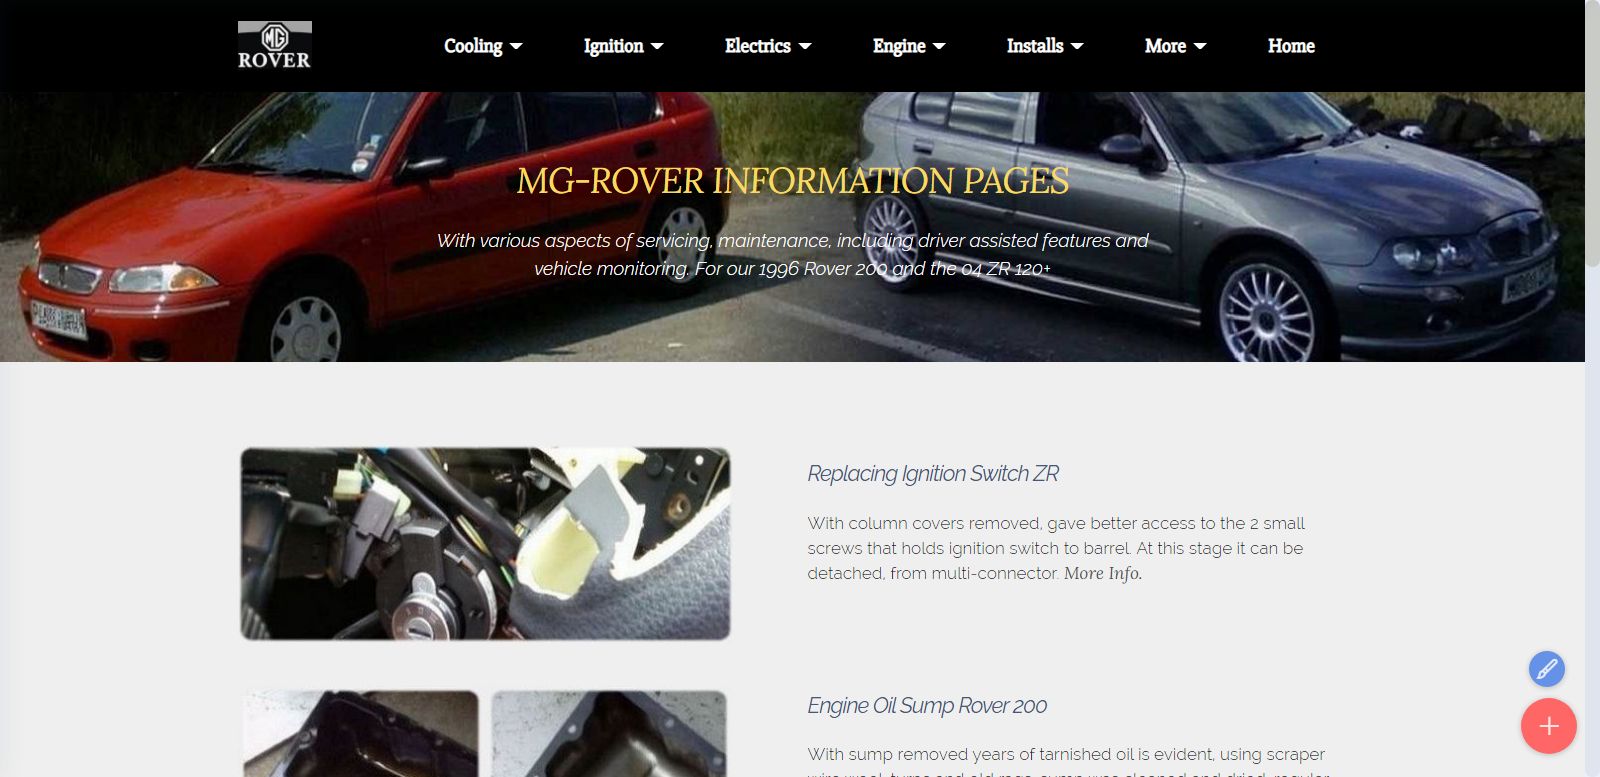 MG
ROVER
Cooling
Ignition
Electrics
Engine
Installs
More
Home
MG-ROVER INFORMATION PAGES
With various aspects of servicing, maintenance, including driver assisted features and
vehicle monitoring. For our 1996 Rover 200 and the 04 ZR 120+
Replacing Ignition Switch ZR
With column covers removed, gave better access to the 2 small
screws that holds ignition switch to barrel. At this stage it can be
detached, from multi-connector. More Info.
Engine Oil Sump Rover 200
With sump removed years of tarnished oil is evident, using scraper